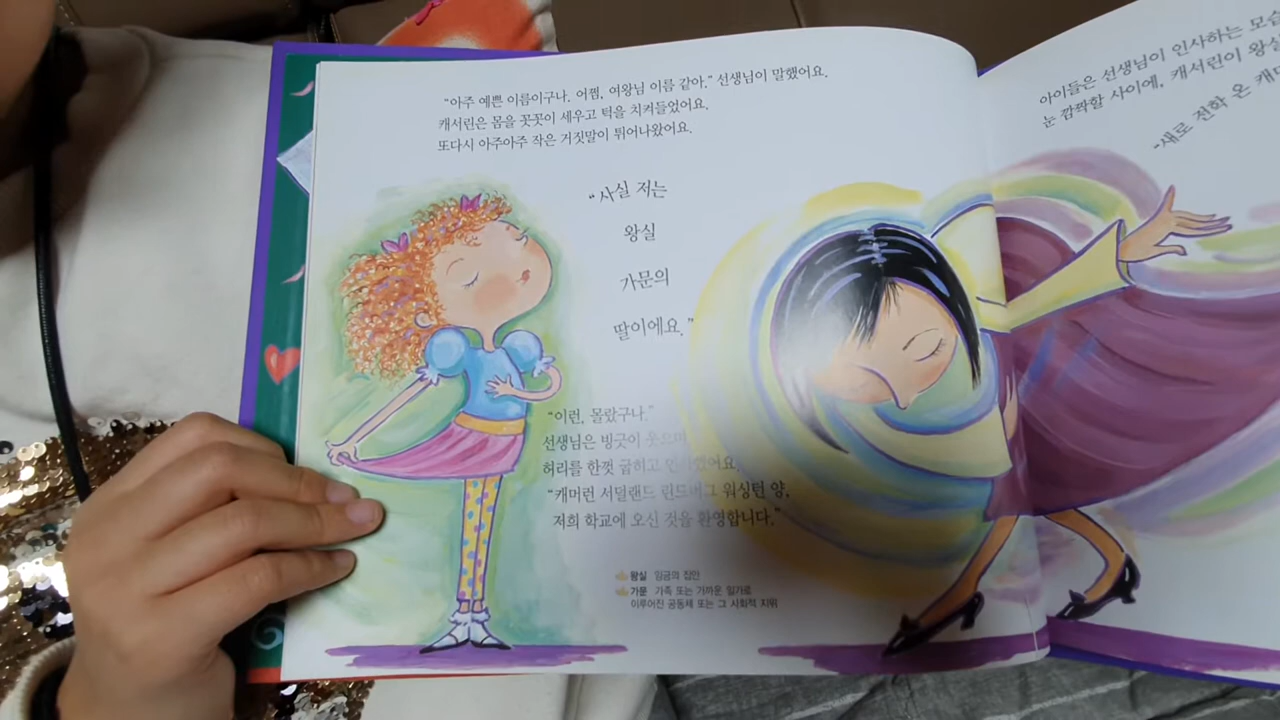 "아주 예쁜 이름이구나. 어쩜, 여왕님 이름 같아." 선생님이 말했어요.
캐서린은 몸을 꼿꼿이 세우고 턱을 치켜들었어요.
또다시 아주아주 작은 거짓말이 튀어나왔어요.
"사실 저는
왕실
가문의
딸이에요."
"이런, 몰랐구나."
선생님은 빙긋이 웃으며
허리를 한껏 굽히고 인사했어요.
"캐머런 서덜랜드 린드버그 워싱턴 양,
저희 학교에 오신 것을 환영합니다."
왕실 임금의 집안
가문 가족 또는 가까운 일가로
이루어진 공동체 또는 그 사회적 지위
아이들은 선생님이 인사하는 모습
눈 깜짝할 사이에, 캐서린이 왕실
"새로 전학 온 캐